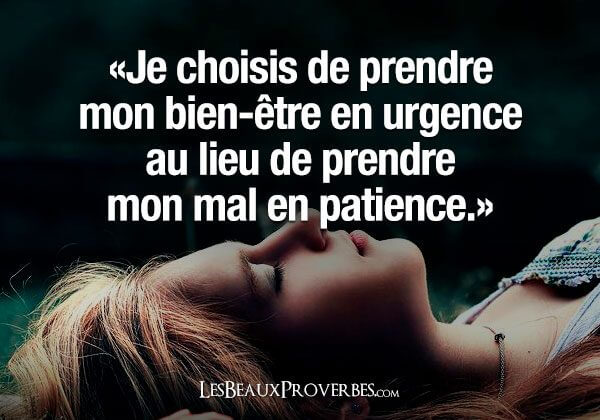 «Je choisis de prendre
mon bien-être en urgence
au lieu de prendre
mon mal en patience.»
LesBeauxProverbes.com